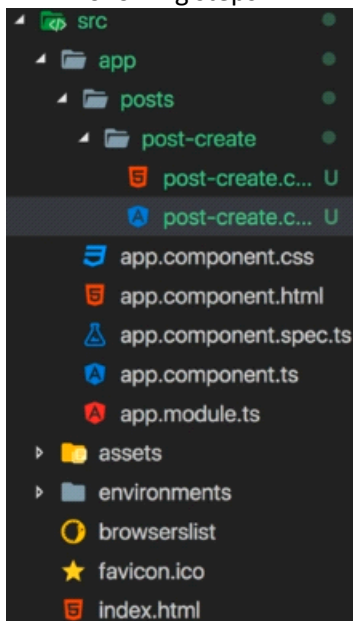 src
app
posts
post-create
post-create.c... U
post-create.c... U
app.component.css
app.component.html
app.component.spec.ts
app.component.ts
app.module.ts
assets
environments
browserslist
favicon.ico
index.html